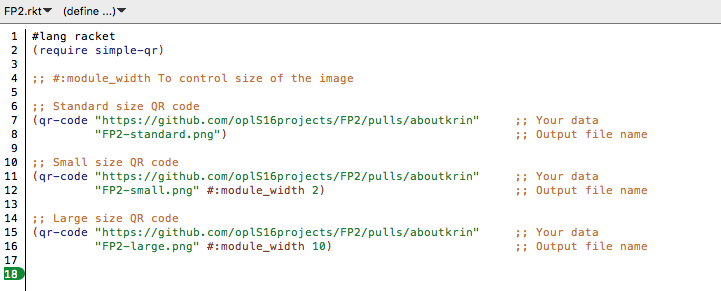 FP2.rkt▼ (define ...)▼
1 #lang racket
2 (require simple-qr)
3
4 ;; #:module_width To control size of the image
5
6 ;; Standard size QR code
7 (qr-code "https://github.com/oplS16projects/FP2/pulls/aboutkrin" ;; Your data
8 "FP2-standard.png") ;; Output file name
9
10 ;; Small size QR code
11 (qr-code "https://github.com/oplS16projects/FP2/pulls/aboutkrin" ;; Your data
12 "FP2-small.png" #:module_width 2) ;; Output file name
13
14 ;; Large size QR code
15 (qr-code "https://github.com/oplS16projects/FP2/pulls/aboutkrin" ;; Your data
16 "FP2-large.png" #:module_width 10) ;; Output file name
17
18